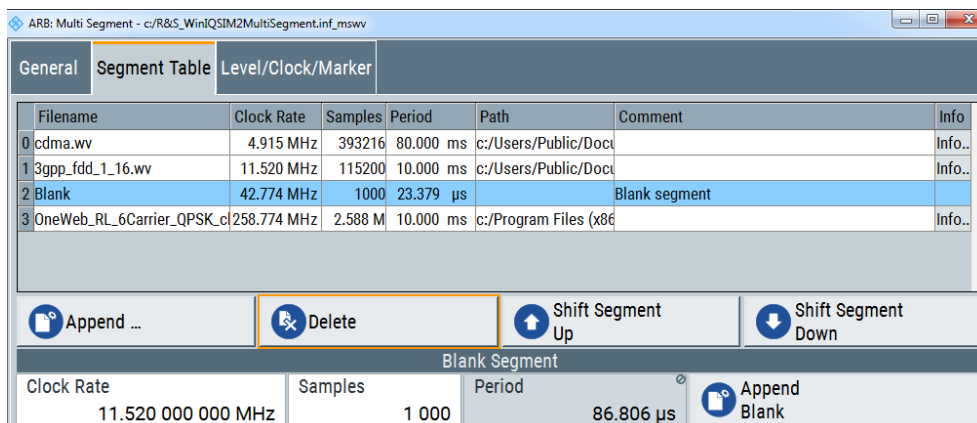 ARB: Multi Segment - c:/R&S_WinIQSIM2MultiSegment.inf_mswv
General Segment Table Level/Clock/Marker
Filename Clock Rate Samples Period Path Comment Info
0 cdma.wv 4.915 MHz 393216 80.000 ms c:/Users/Public/Docu Info..
1 3gpp_fdd_1_16.wv 11.520 MHz 115200 10.000 ms c:/Users/Public/Docu Info..
2 Blank 42.774 MHz 1000 23.379 µs Blank segment
3 OneWeb_RL_6Carrier_QPSK_cl 258.774 MHz 2.588 M 10.000 ms c:/Program Files (x86 Info..
Append ... Delete Shift Segment Up Shift Segment Down
Blank Segment
Clock Rate Samples Period Append Blank
11.520 000 000 MHz 1 000 86.806 µs